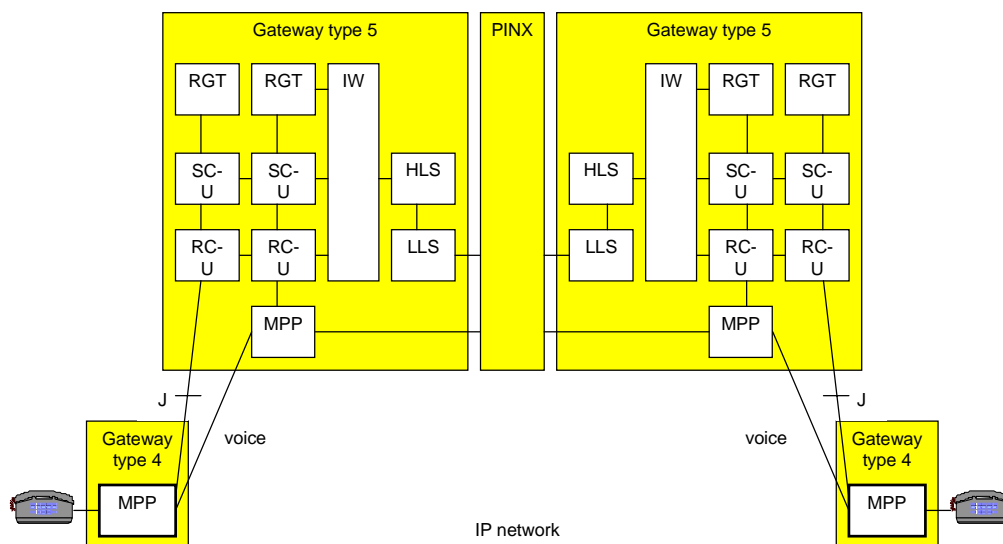 Gateway type 5
PINX
Gateway type 5
RGT
RGT
IW
IW
RGT
RGT
SC-
U
SC-
U
HLS
HLS
SC-
U
SC-
U
RC-
U
RC-
U
LLS
LLS
RC-
U
RC-
U
MPP
MPP
J
J
Gateway
type 4
voice
voice
Gateway
type 4
MPP
MPP
IP network